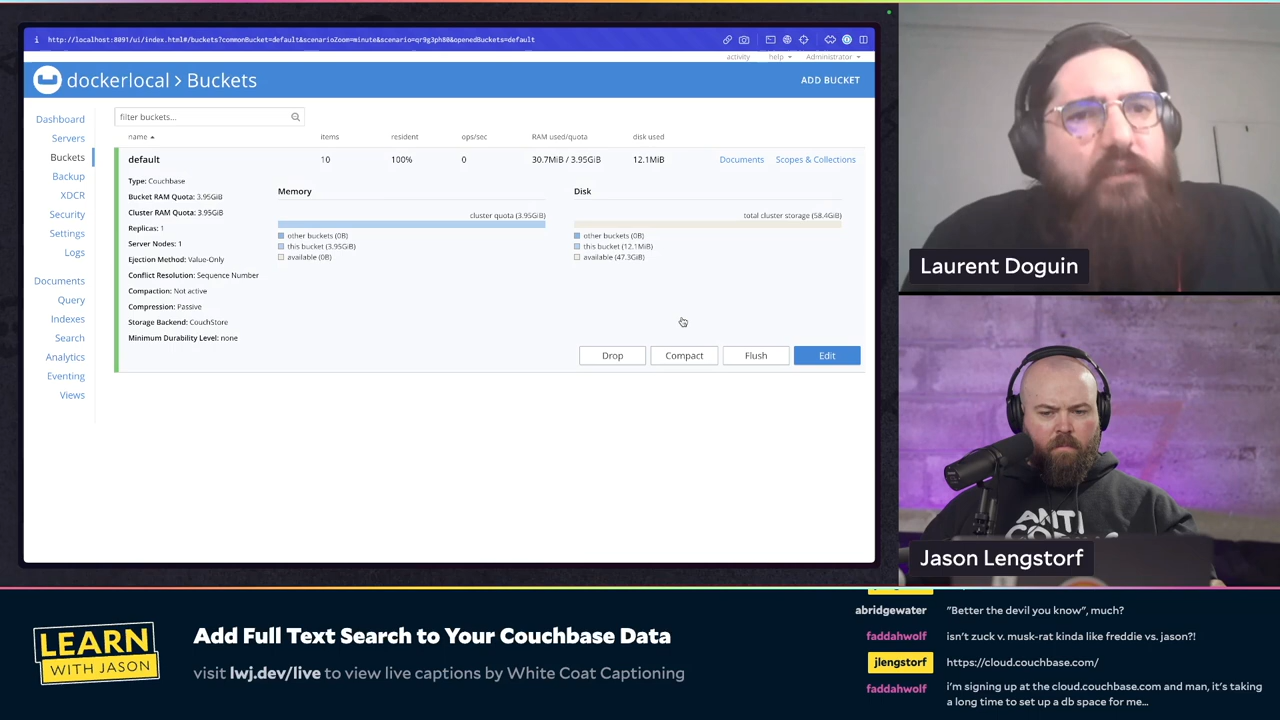 http://localhost:8091/ui/index.html#/buckets?commonBucket=default&scenarioZoom=minute&scenario=qr9g3ph80&openedBuckets=default
activity help Administrator
dockerlocal > Buckets
ADD BUCKET
Dashboard
Servers
Buckets
Backup
XDCR
Security
Settings
Logs
Documents
Query
Indexes
Search
Analytics
Eventing
Views
filter buckets...
name items resident ops/sec RAM used/quota disk used
default 10 100% 0 30.7MiB / 3.95GiB 12.1MiB Documents Scopes & Collections
Type: Couchbase
Bucket RAM Quota: 3.95GiB
Cluster RAM Quota: 3.95GiB
Replicas: 1
Server Nodes: 1
Ejection Method: Value-Only
Conflict Resolution: Sequence Number
Compaction: Not active
Compression: Passive
Storage Backend: CouchStore
Minimum Durability Level: none
Memory
cluster quota (3.95GiB)
other buckets (0B)
this bucket (3.95GiB)
available (0B)
Disk
total cluster storage (58.4GiB)
other buckets (0B)
this bucket (12.1MiB)
available (47.3GiB)
Drop Compact Flush Edit
Laurent Doguin
ANTI
Jason Lengstorf
LEARN
WITH JASON
Add Full Text Search to Your Couchbase Data
visit lwj.dev/live to view live captions by White Coat Captioning
abridgewater "Better the devil you know", much?
faddahwolf isn't zuck v. musk-rat kinda like freddie vs. jason?!
jlengstorf https://cloud.couchbase.com/
faddahwolf i'm signing up at the cloud.couchbase.com and man, it's taking
a long time to set up a db space for me...